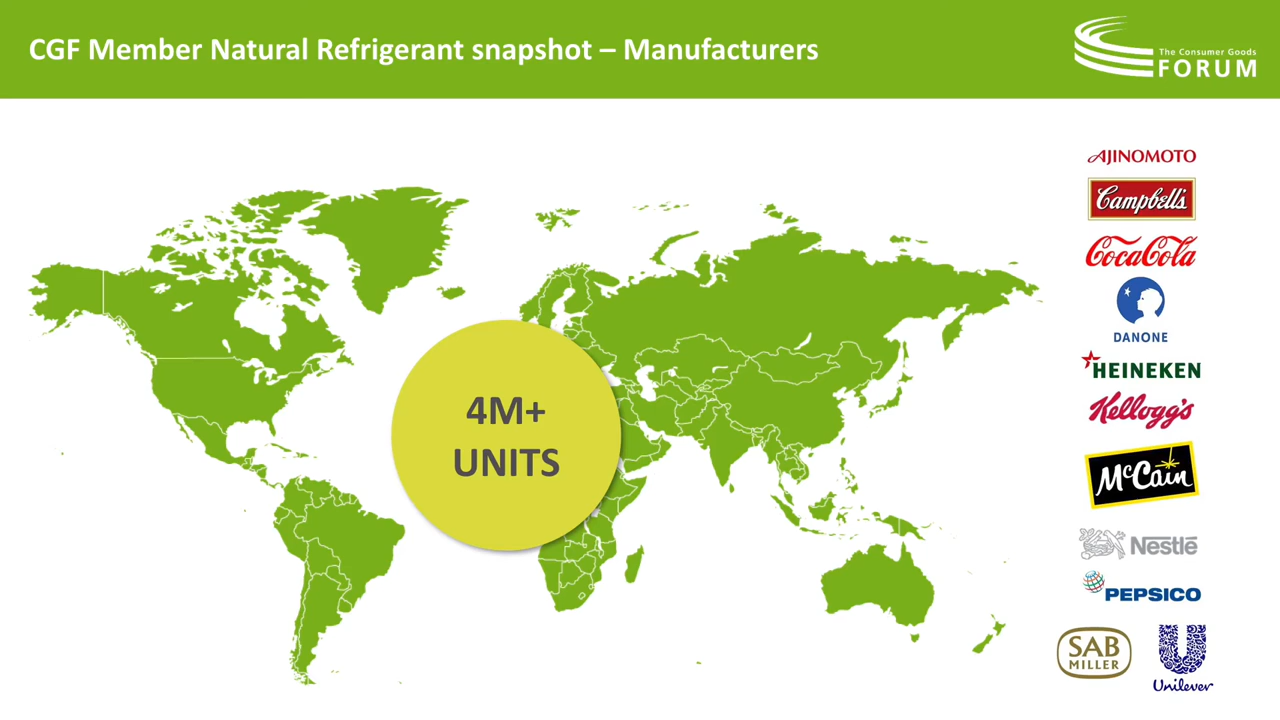 CGF Member Natural Refrigerant snapshot – Manufacturers
The Consumer Goods
FORUM
4M+
UNITS
AJINOMOTO
Campbell's
Coca Cola
DANONE
HEINEKEN
Kellogg's
McCain
Nestlé
PEPSICO
SAB
MILLER
Unilever